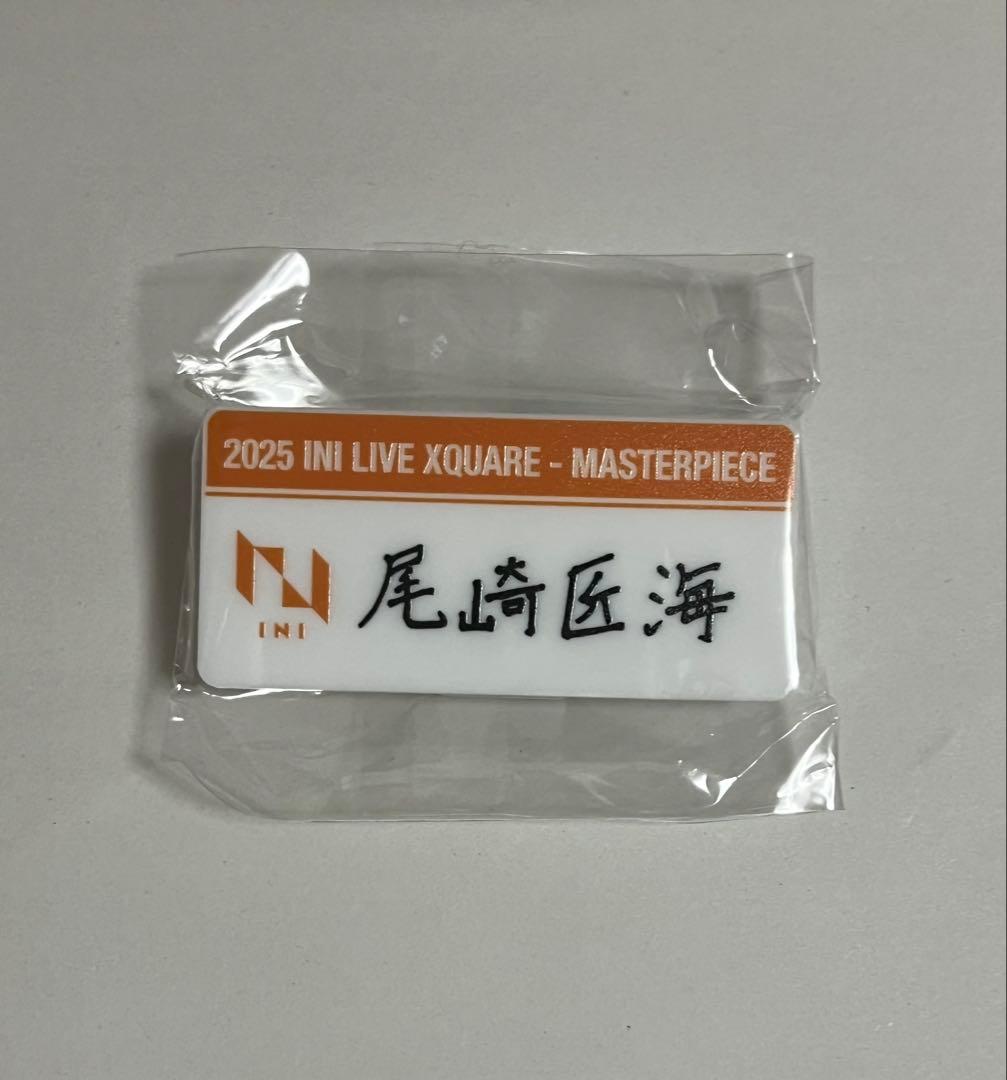 2025 INI LIVE XQUARE - MASTERPIECE
INI
尾崎匠海